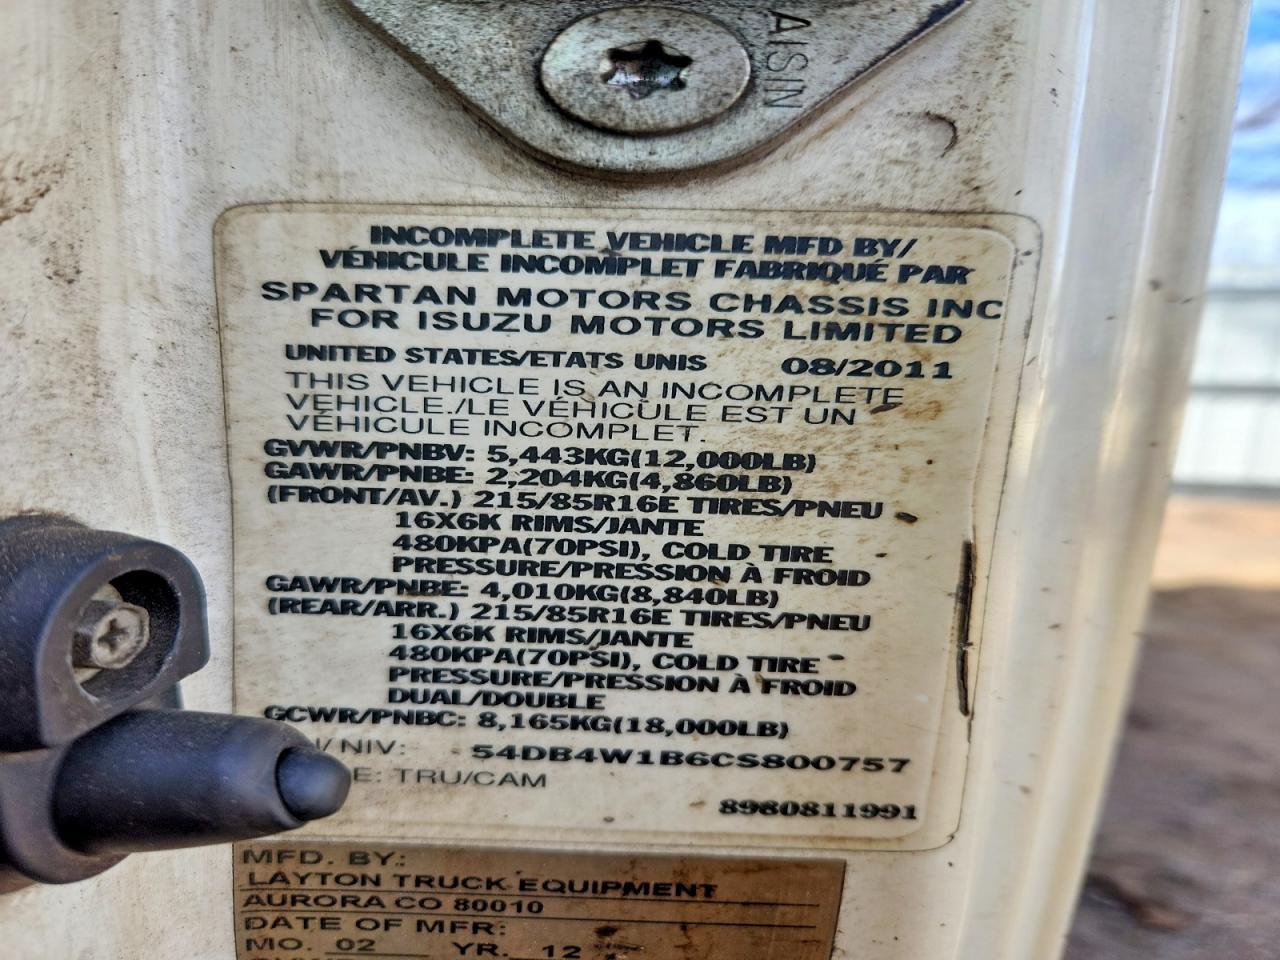 AISIN
INCOMPLETE VEHICLE MFD BY/
VÉHICULE INCOMPLET FABRIQUÉ PAR
SPARTAN MOTORS CHASSIS INC
FOR ISUZU MOTORS LIMITED
UNITED STATES/ETATS UNIS 08/2011
THIS VEHICLE IS AN INCOMPLETE
VEHICLE./LE VÉHICULE EST UN
VÉHICULE INCOMPLET.
GVWR/PNBV: 5,443KG(12,000LB)
GAWR/PNBE: 2,204KG(4,860LB)
(FRONT/AV.) 215/85R16E TIRES/PNEU
16X6K RIMS/JANTE
480KPA(70PSI), COLD TIRE
PRESSURE/PRESSION À FROID
GAWR/PNBE: 4,010KG(8,840LB)
(REAR/ARR.) 215/85R16E TIRES/PNEU
16X6K RIMS/JANTE
480KPA(70PSI), COLD TIRE
PRESSURE/PRESSION À FROID
DUAL/DOUBLE
GCWR/PNBC: 8,165KG(18,000LB)
/NIV: 54DB4W1B6CS800757
E: TRU/CAM
8980811991
MFD. BY:
LAYTON TRUCK EQUIPMENT
AURORA CO 80010
DATE OF MFR:
MO. 02 YR. 12